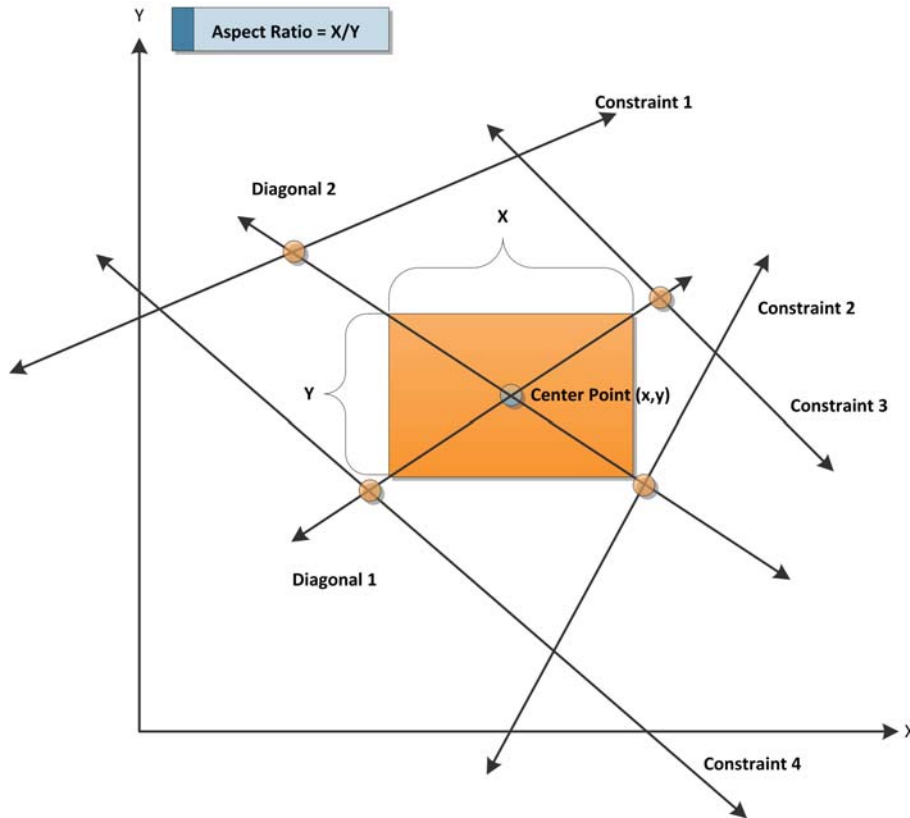 Y
Aspect Ratio = X/Y
Constraint 1
Diagonal 2
X
Constraint 2
Y
Center Point (x,y)
Constraint 3
Diagonal 1
X
Constraint 4